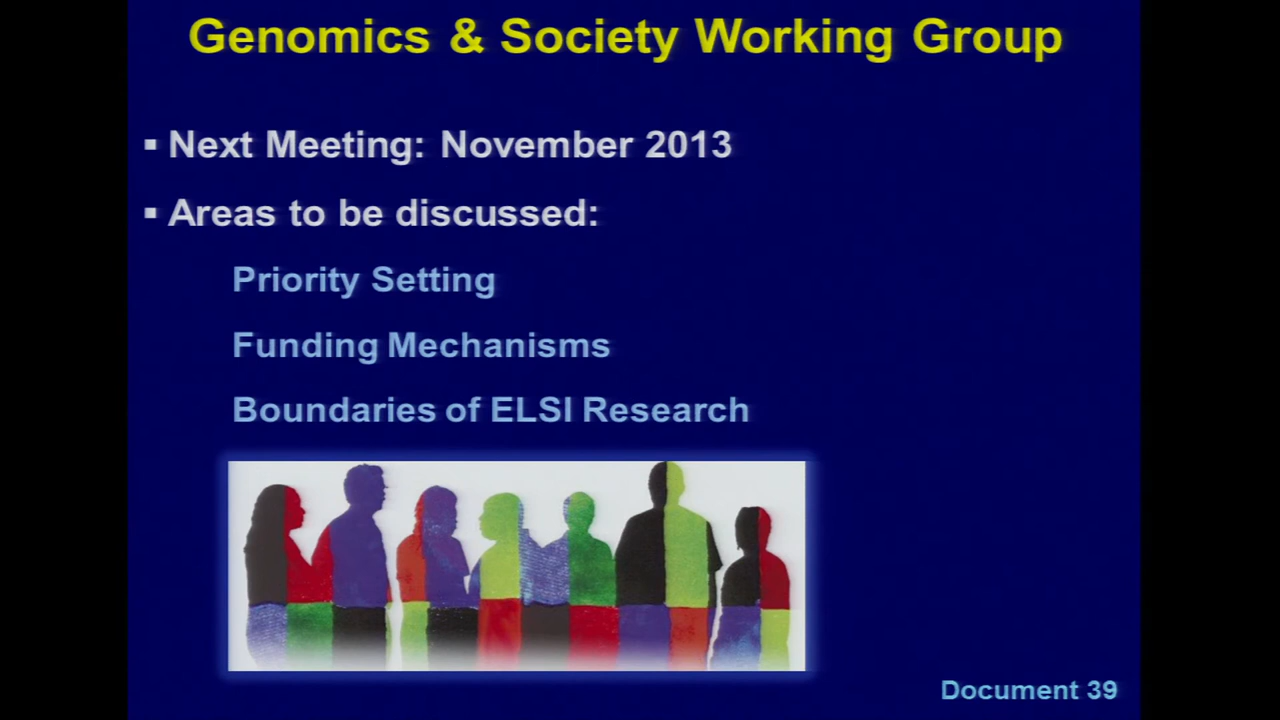 Genomics & Society Working Group
▪ Next Meeting: November 2013
▪ Areas to be discussed:
Priority Setting
Funding Mechanisms
Boundaries of ELSI Research
Document 39